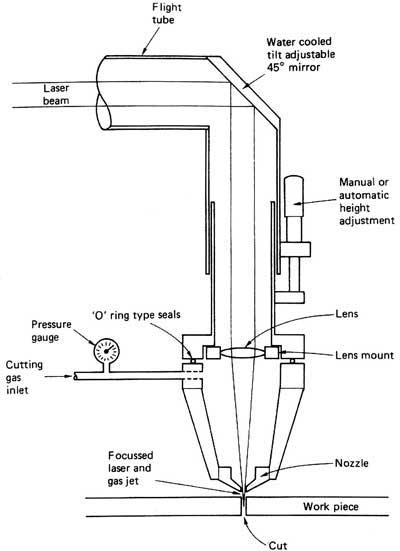 Flight
tube
Water cooled
tilt adjustable
45° mirror
Laser
beam
Manual or
automatic
height
adjustment
'O' ring type seals
Lens
Pressure
gauge
Lens mount
Cutting
gas
inlet
Focussed
laser and
gas jet
Nozzle
Work piece
Cut